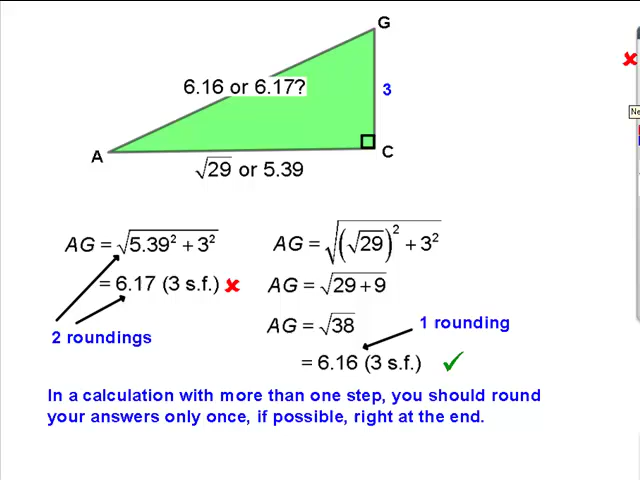 G
6.16 or 6.17?
3
A
C
√29 or 5.39
AG = √5.39² + 3²
= 6.17 (3 s.f.) ✘
2 roundings
AG = √(√29)² + 3²
AG = √29 + 9
AG = √38
1 rounding
= 6.16 (3 s.f.) ✓
In a calculation with more than one step, you should round
your answers only once, if possible, right at the end.